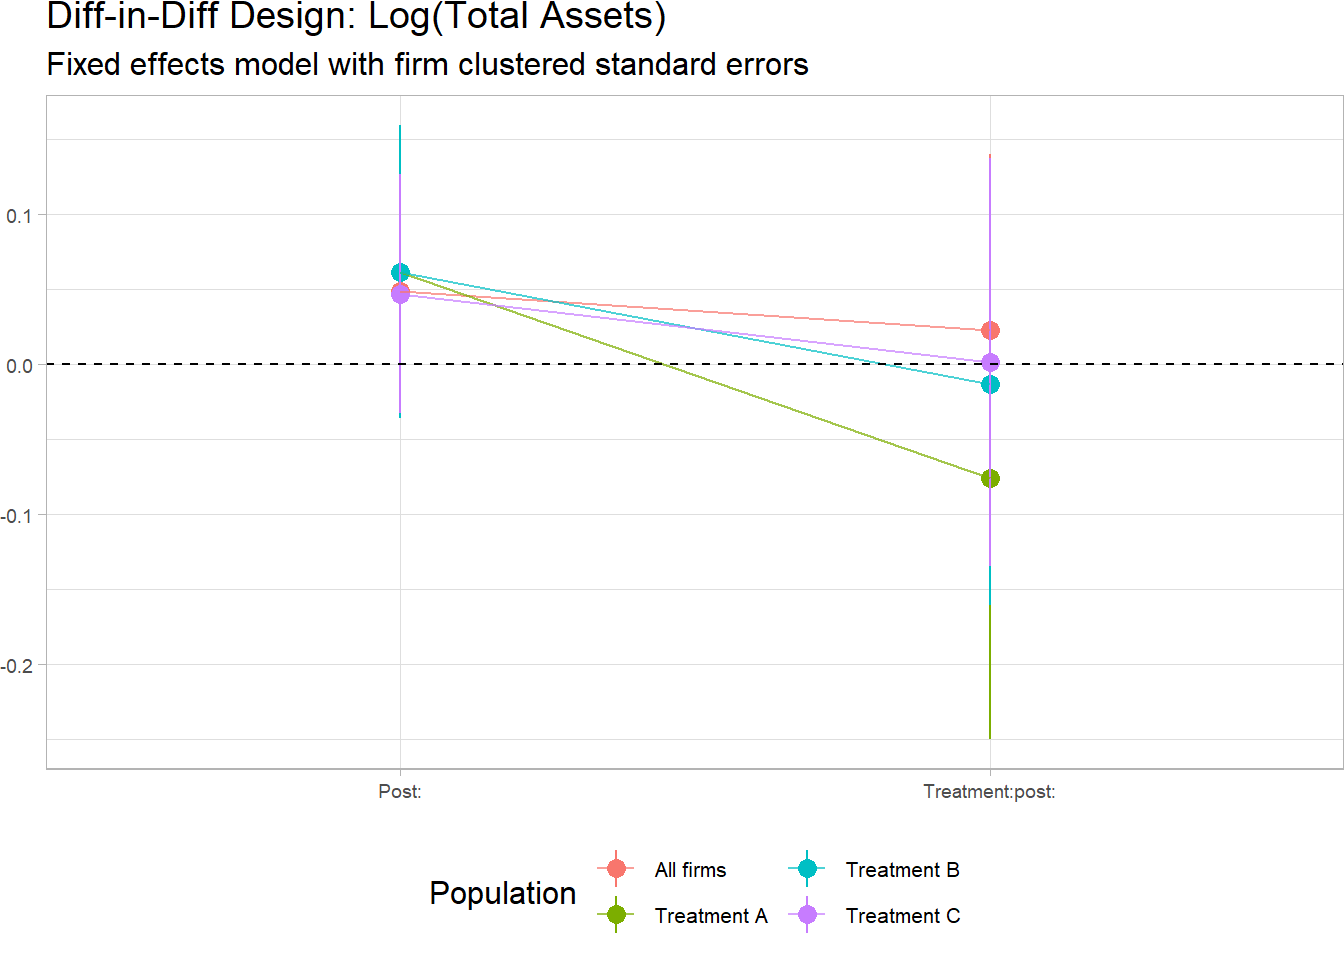 Diff-in-Diff Design: Log(Total Assets)
Fixed effects model with firm clustered standard errors
0.1
0.0
-0.1
-0.2
Post:
Treatment:post:
Population
All firms
Treatment A
Treatment B
Treatment C